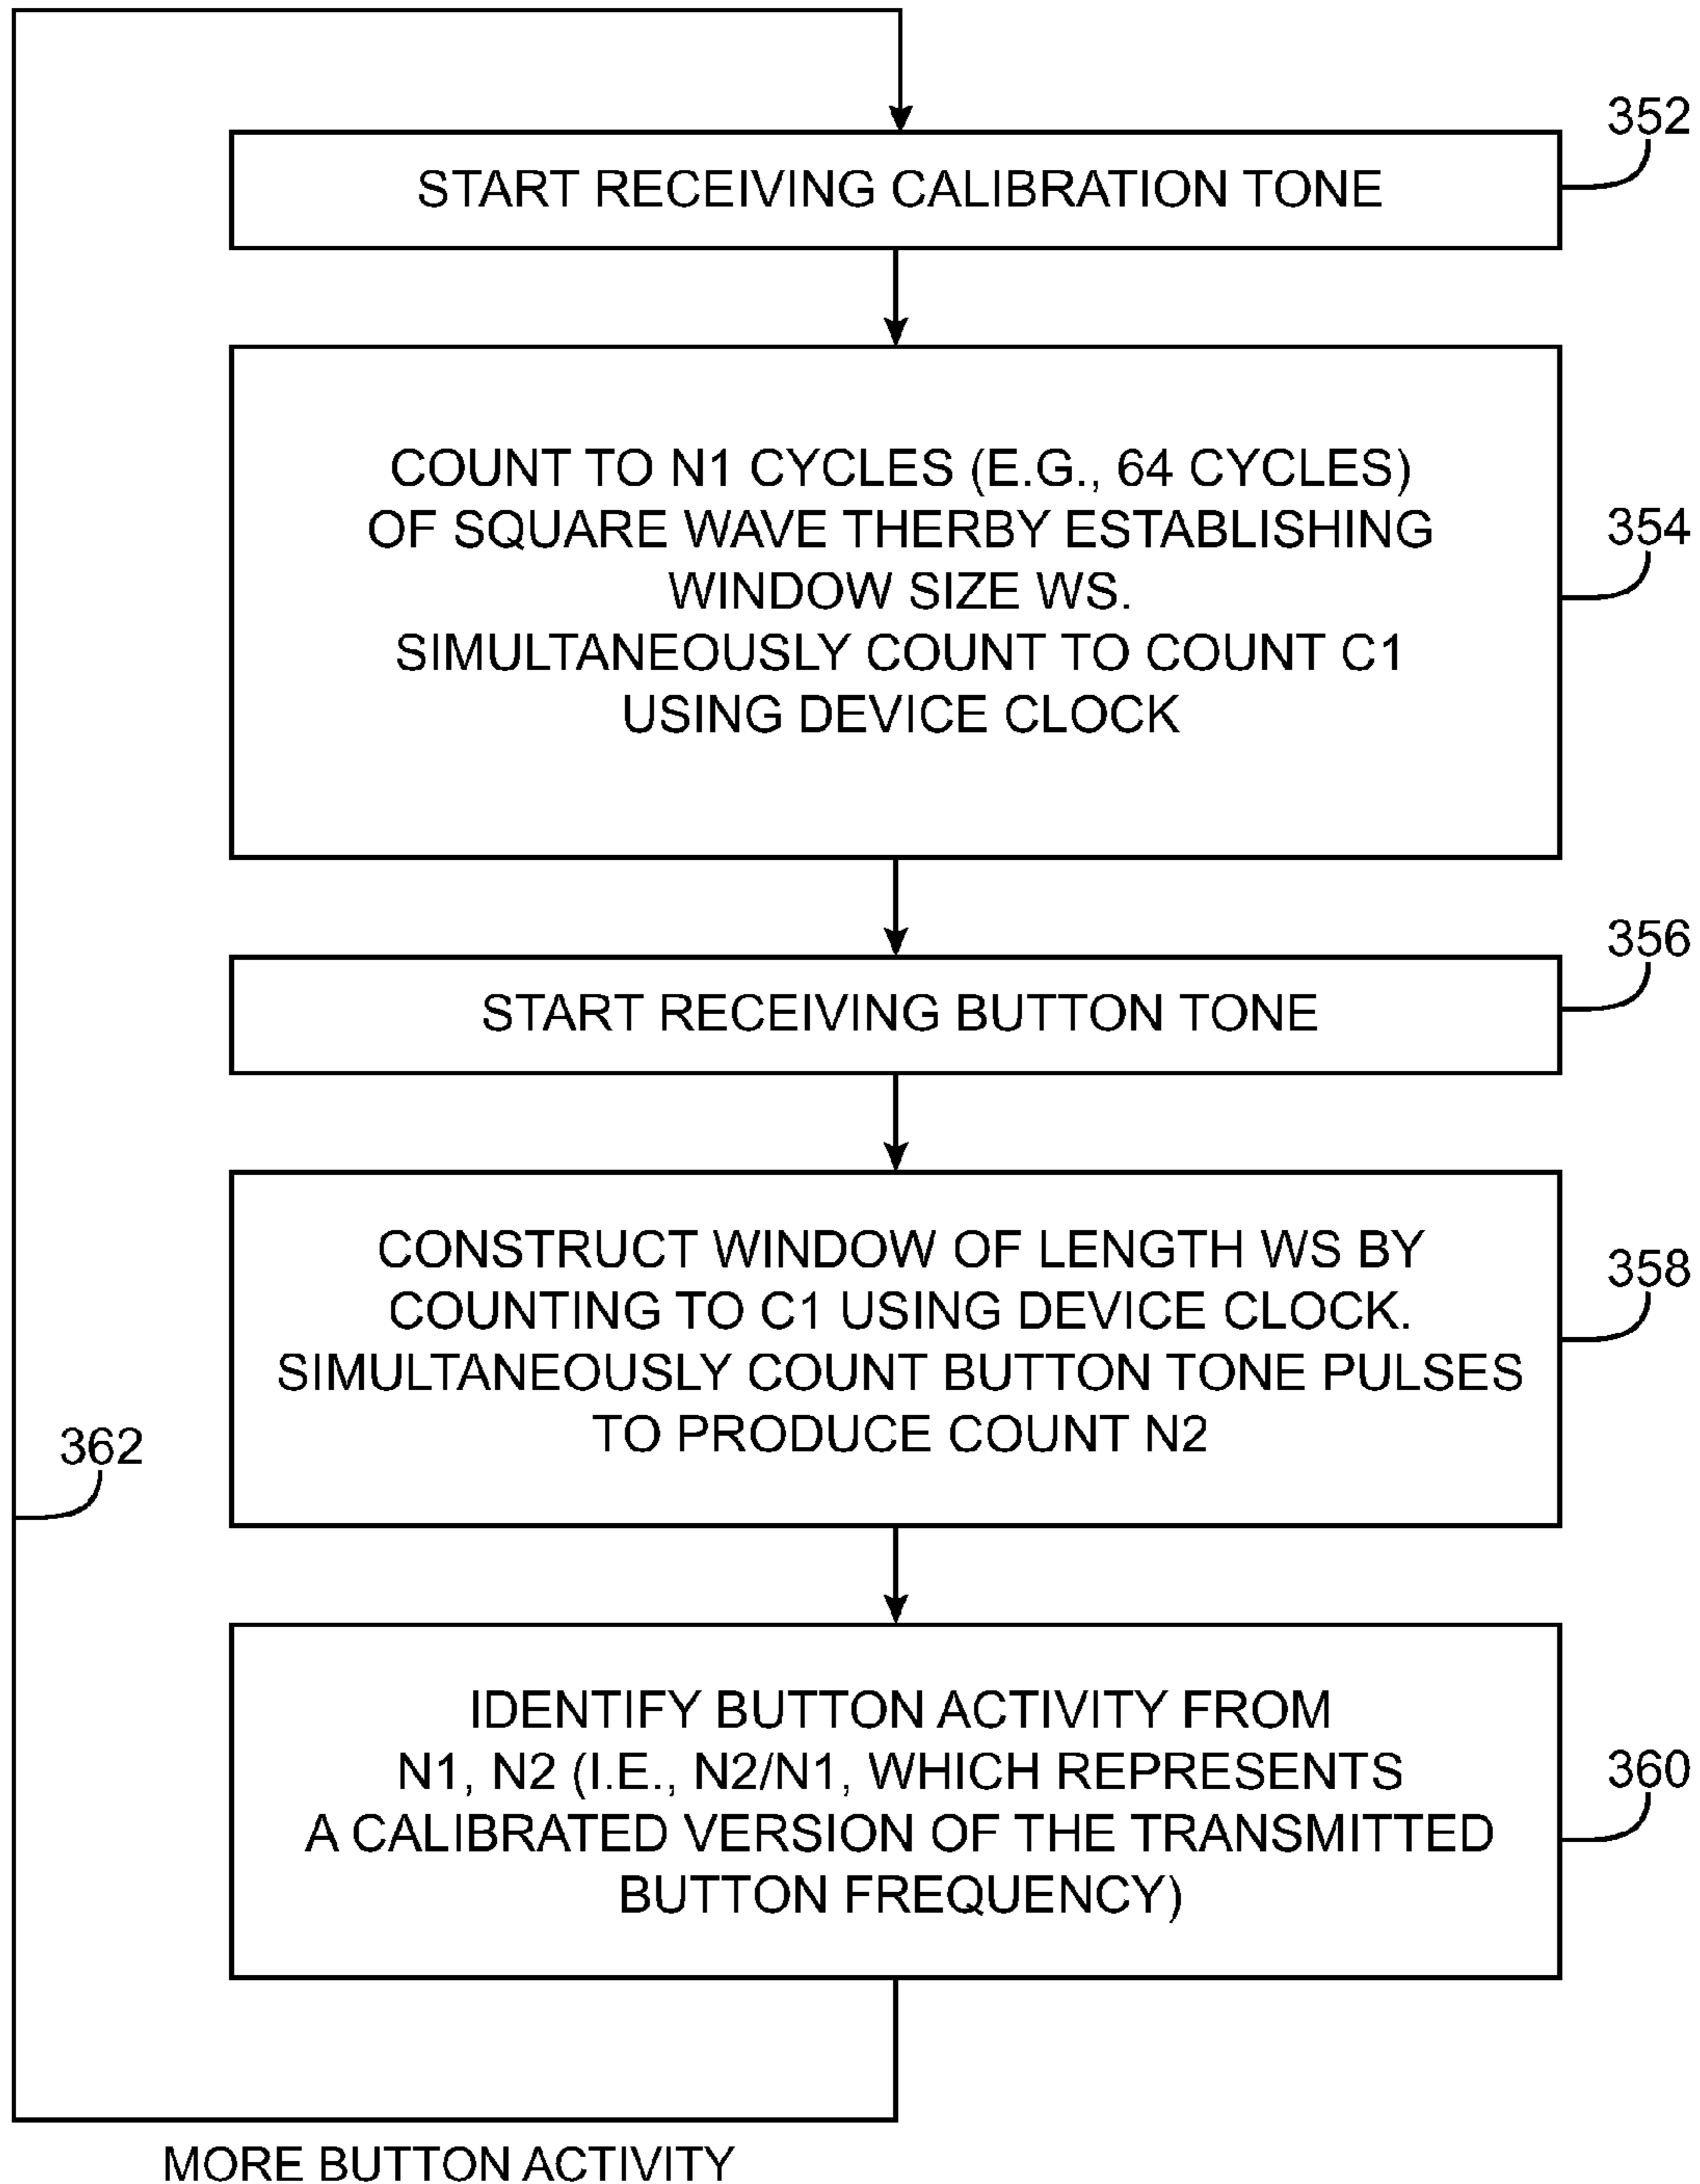 352
START RECEIVING CALIBRATION TONE
COUNT TO N1 CYCLES (E.G., 64 CYCLES)
OF SQUARE WAVE THERBY ESTABLISHING
WINDOW SIZE WS.
SIMULTANEOUSLY COUNT TO COUNT C1
USING DEVICE CLOCK
354
356
START RECEIVING BUTTON TONE
CONSTRUCT WINDOW OF LENGTH WS BY
COUNTING TO C1 USING DEVICE CLOCK.
SIMULTANEOUSLY COUNT BUTTON TONE PULSES
TO PRODUCE COUNT N2
358
362
IDENTIFY BUTTON ACTIVITY FROM
N1, N2 (I.E., N2/N1, WHICH REPRESENTS
A CALIBRATED VERSION OF THE TRANSMITTED
BUTTON FREQUENCY)
360
MORE BUTTON ACTIVITY